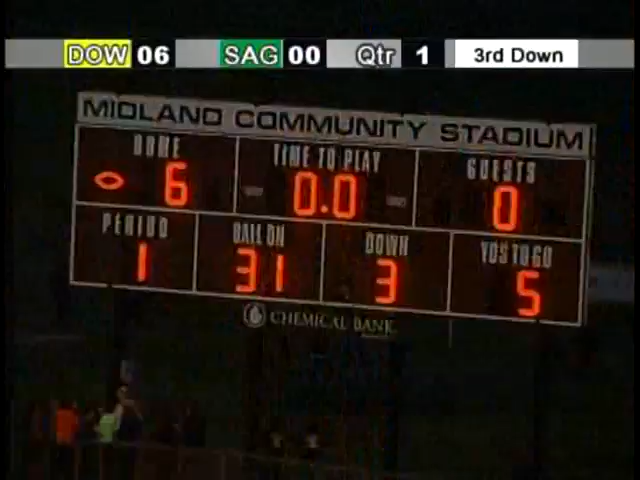 DOW 06 SAG 00 Qtr 1 3rd Down
MIDLAND COMMUNITY STADIUM
HOME TIME TO PLAY GUESTS
6 0.0 0
PERIOD BALL ON DOWN YDS TO GO
1 31 3 5
CHEMICAL BANK